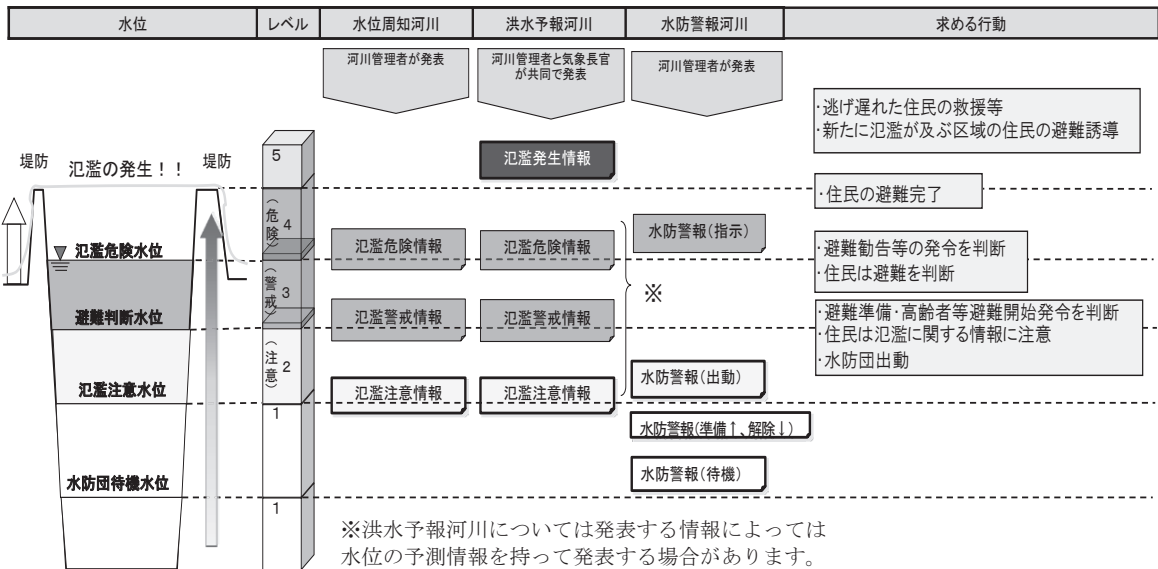 水位
レベル
水位周知河川
洪水予報河川
水防警報河川
求める行動
河川管理者が発表
河川管理者と気象長官
が共同で発表
河川管理者が発表
・逃げ遅れた住民の救援等
・新たに氾濫が及ぶ区域の住民の避難誘導
堤防
氾濫の発生！！
堤防
5
氾濫発生情報
・住民の避難完了
（危険）
4
氾濫危険水位
氾濫危険情報
氾濫危険情報
水防警報(指示)
・避難勧告等の発令を判断
・住民は避難を判断
（警戒）
3
※
避難判断水位
氾濫警戒情報
氾濫警戒情報
・避難準備・高齢者等避難開始発令を判断
・住民は氾濫に関する情報に注意
・水防団出動
（注意）
2
氾濫注意水位
氾濫注意情報
氾濫注意情報
水防警報(出動)
1
水防警報(準備↑、解除↓)
水防団待機水位
水防警報(待機)
1
※洪水予報河川については発表する情報によっては
水位の予測情報を持って発表する場合があります。